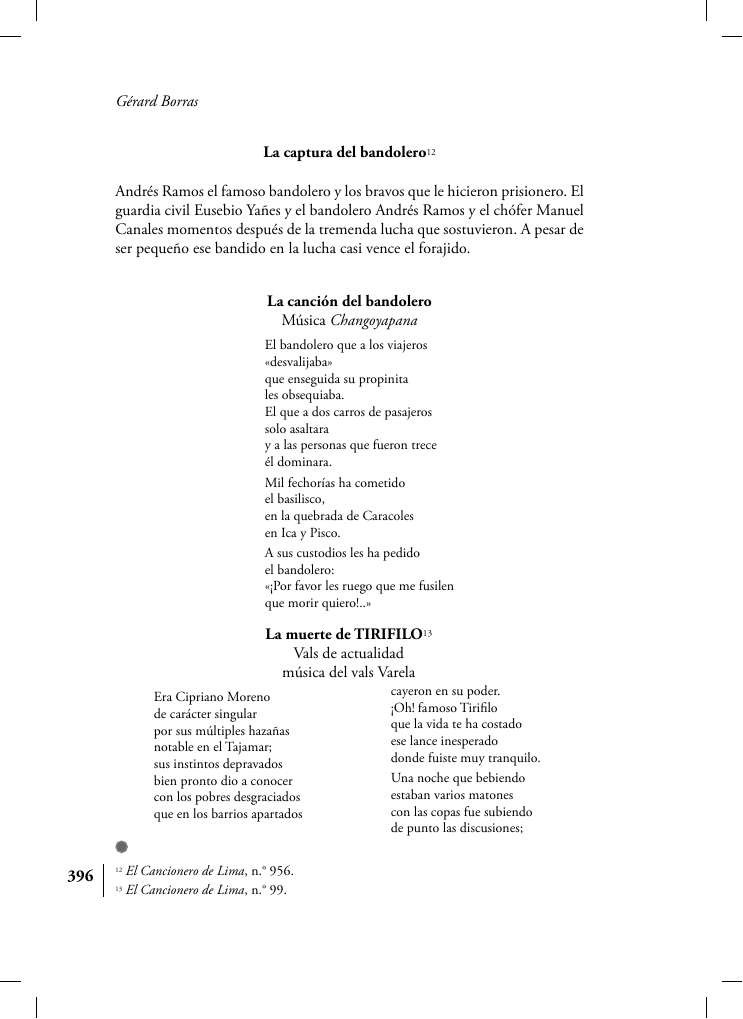 Gérard Borras
La captura del bandolero12
Andrés Ramos el famoso bandolero y los bravos que le hicieron prisionero. El
guardia civil Eusebio Yañes y el bandolero Andrés Ramos y el chófer Manuel
Canales momentos después de la tremenda lucha que sostuvieron. A pesar de
ser pequeño ese bandido en la lucha casi vence el forajido.
La canción del bandolero
Música Changoyapana
El bandolero que a los viajeros
«desvalijaba»
que enseguida su propinita
les obsequiaba.
El que a dos carros de pasajeros
solo asaltara
y a las personas que fueron trece
él dominara.
Mil fechorías ha cometido
el basilisco,
en la quebrada de Caracoles
en Ica y Pisco.
A sus custodios les ha pedido
el bandolero:
«¡Por favor les ruego que me fusilen
que morir quiero!..»
La muerte de TIRIFILO13
Vals de actualidad
música del vals Varela
Era Cipriano Moreno
de carácter singular
por sus múltiples hazañas
notable en el Tajamar;
sus instintos depravados
bien pronto dio a conocer
con los pobres desgraciados
que en los barrios apartados
cayeron en su poder.
¡Oh! famoso Tirifilo
que la vida te ha costado
ese lance inesperado
donde fuiste muy tranquilo.
Una noche que bebiendo
estaban varios matones
con las copas fue subiendo
de punto las discusiones;
396
12 El Cancionero de Lima, n.° 956.
13 El Cancionero de Lima, n.° 99.